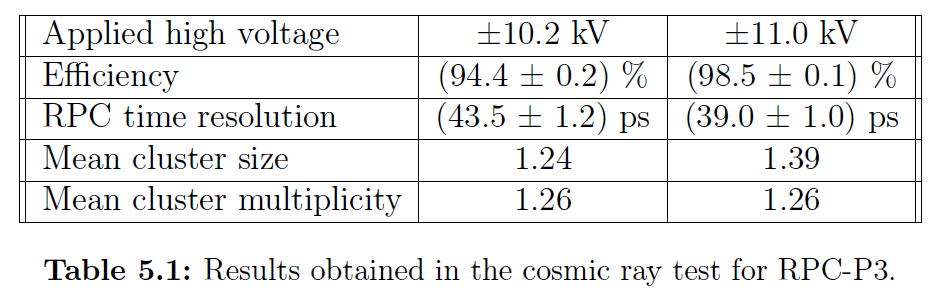 Applied high voltage ±10.2 kV ±11.0 kV
Efficiency (94.4 ± 0.2) % (98.5 ± 0.1) %
RPC time resolution (43.5 ± 1.2) ps (39.0 ± 1.0) ps
Mean cluster size 1.24 1.39
Mean cluster multiplicity 1.26 1.26
Table 5.1: Results obtained in the cosmic ray test for RPC-P3.